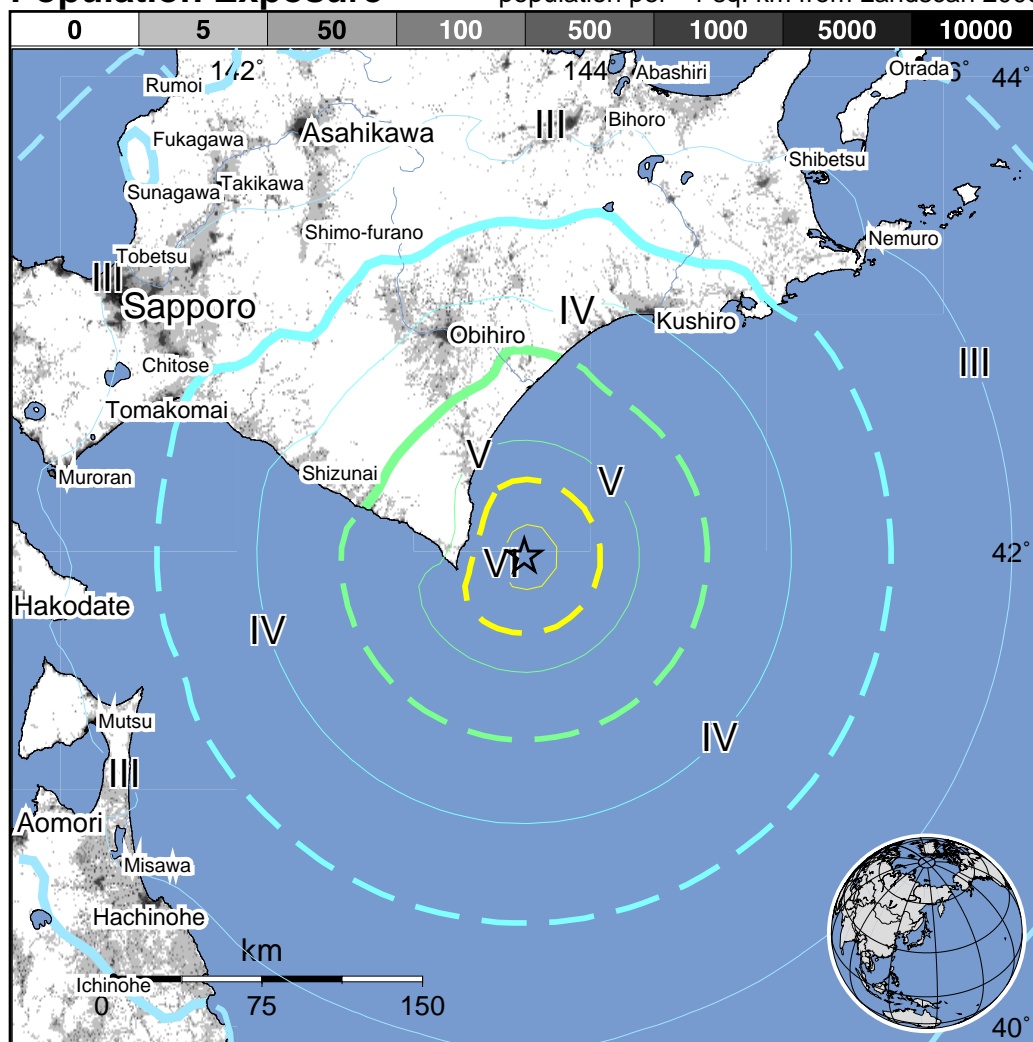 Population Exposure
population per ~1 sq. km from Landscan 200
0 5 50 100 500 1000 5000 10000
142° 144° 44°
Otrada
Abashiri
Rumoi
III
Bihoro
Asahikawa
Fukagawa
Shibetsu
Takikawa
Sunagawa
Nemuro
Shimo-furano
Tobetsu
III
Sapporo
IV
Kushiro
Obihiro
III
Chitose
Tomakomai
V
V
Shizunai
Muroran
42°
VI
Hakodate
IV
Mutsu
IV
III
Aomori
Misawa
Hachinohe
km
Ichinohe
0 75 150
40°